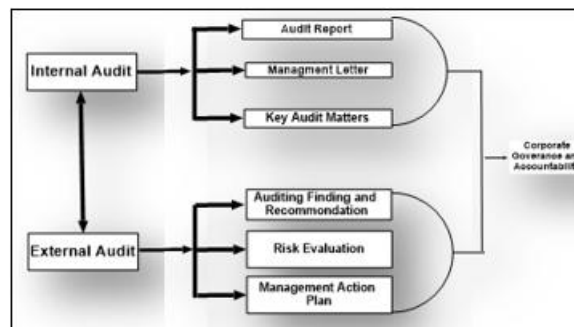 Audit Report
Internal Audit
Managment Letter
Key Audit Matters
Corporate
Goverance an
Accountabilit
Auditing Finding and
Recommondation
External Audit
Risk Evaluation
Management Action
Plan